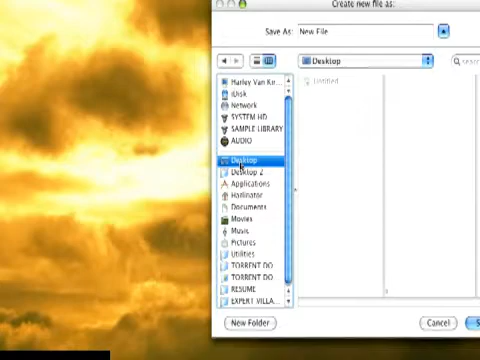 Create new file as:
Save As: New File
Desktop
Untitled
Harley Van Kir...
iDisk
Network
SYSTEM HD
SAMPLE LIBRARY
AUDIO
Desktop
Desktop 2
Applications
Harlinator
Documents
Movies
Music
Pictures
Utilities
TORRENT DO
TORRENT DO
RESUME
EXPERT VILLA...
New Folder
Cancel